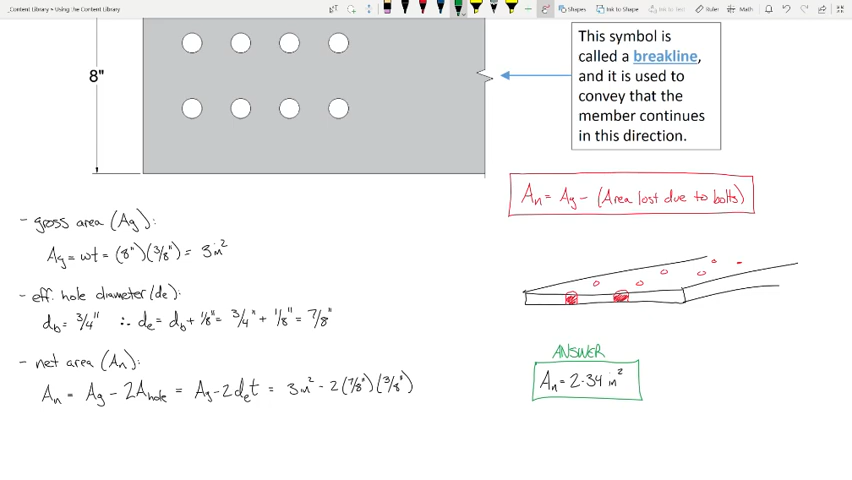 _Content Library » Using the Content Library
Shapes
Ink to Shape
Ink to Text
Ruler
Math
8"
This symbol is
called a breakline,
and it is used to
convey that the
member continues
in this direction.
An = Ag – (Area lost due to bolts)
- gross area (Ag):
Ag = wt = (8")(3/8") = 3in²
- eff. hole diameter (de):
db = 3/4" ∴ de = db + 1/8" = 3/4" + 1/8" = 7/8"
- net area (An):
An = Ag – 2Ahole = Ag – 2det = 3in² – 2(7/8")(3/8")
ANSWER
An = 2.34 in²